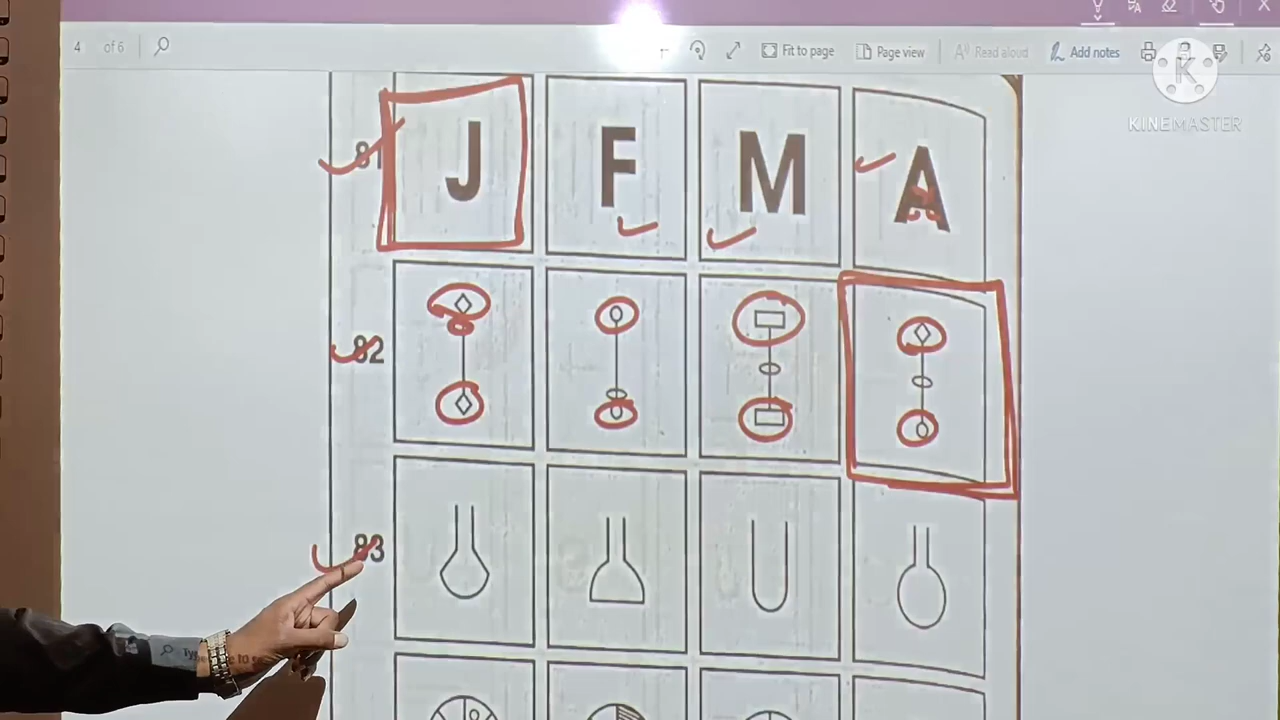 4 of 6
Fit to page
Page view
Read aloud
Add notes
K
KINEMASTER
81
J F M A
82
83